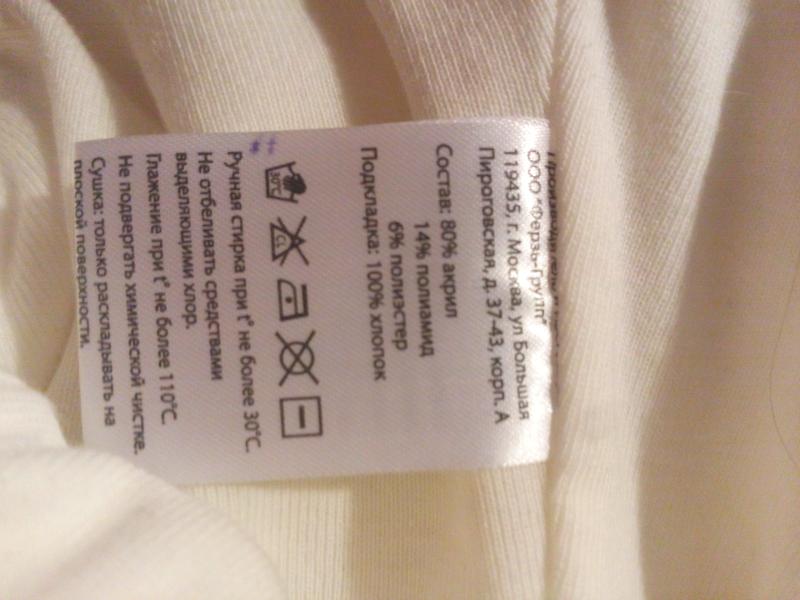 ООО "Ферзь-Групп"
119435, г. Москва, ул Большая
Пироговская, д. 37-43, корп. А
Состав: 80% акрил
14% полиамид
6% полиэстер
Подкладка: 100% хлопок
30°C
CL
Ручная стирка при t° не более 30°C.
Не отбеливать средствами
выделяющими хлор.
Глажение при t° не более 110°C.
Не подвергать химической чистке.
Сушка: только раскладывать на
плоской поверхности.